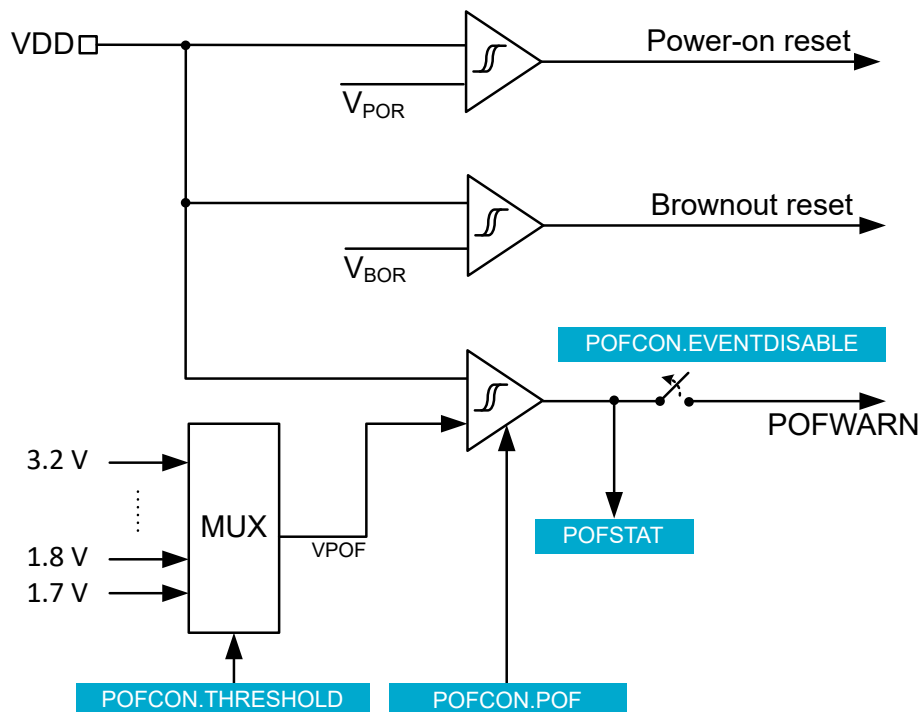 VDD
Power-on reset
VPOR
Brownout reset
VBOR
POFCON.EVENTDISABLE
POFWARN
3.2 V
MUX
VPOF
POFSTAT
1.8 V
1.7 V
POFCON.THRESHOLD
POFCON.POF